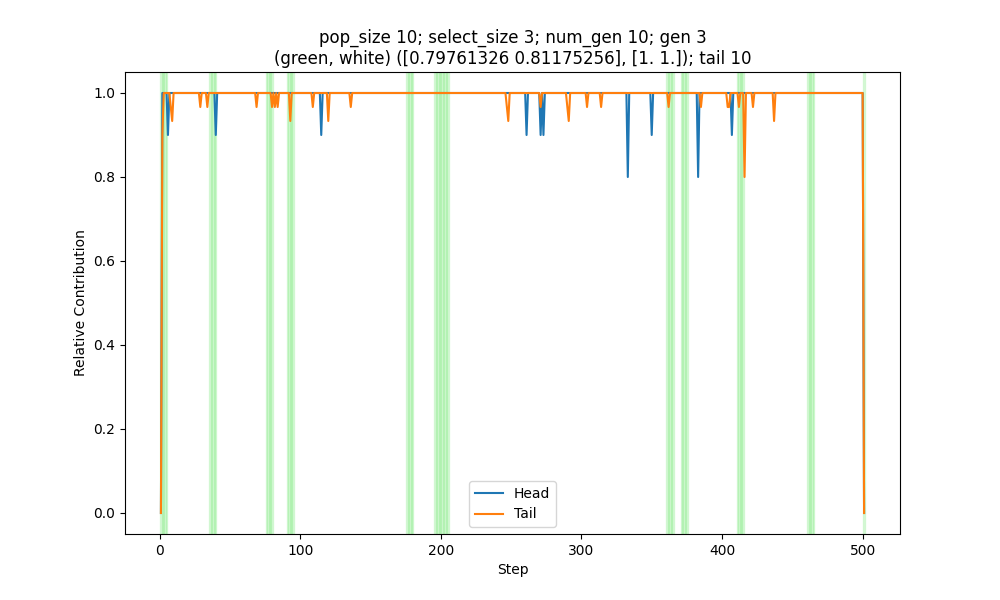 pop_size 10; select_size 3; num_gen 10; gen 3
(green, white) ([0.79761326 0.81175256], [1. 1.]); tail 10
1.0
0.8
0.6
0.4
0.2
0.0
Relative Contribution
Head
Tail
0 100 200 300 400 500
Step